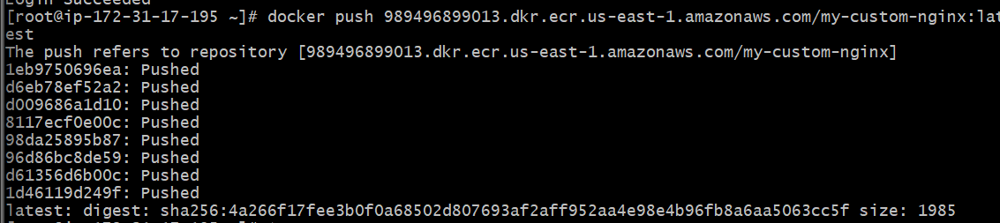 Login Succeeded
[root@ip-172-31-17-195 ~]# docker push 989496899013.dkr.ecr.us-east-1.amazonaws.com/my-custom-nginx:lat
est
The push refers to repository [989496899013.dkr.ecr.us-east-1.amazonaws.com/my-custom-nginx]
1eb9750696ea: Pushed
d6eb78ef52a2: Pushed
d009686a1d10: Pushed
8117ecf0e00c: Pushed
98da25895b87: Pushed
96d86bc8de59: Pushed
d61356d6b00c: Pushed
1d46119d249f: Pushed
latest: digest: sha256:4a266f17fee3b0f0a68502d807693af2aff952aa4e98e4b96fb8a6aa5063cc5f size: 1985